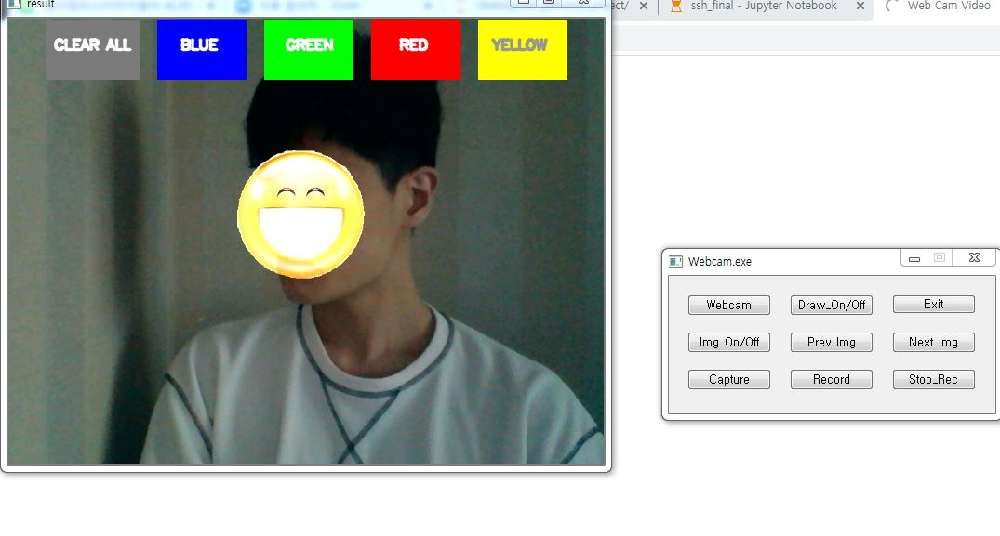 result
ect/
ssh_final - Jupyter Notebook
Web Cam Video
CLEAR ALL
BLUE
GREEN
RED
YELLOW
Webcam.exe
Webcam
Draw_On/Off
Exit
Img_On/Off
Prev_Img
Next_Img
Capture
Record
Stop_Rec